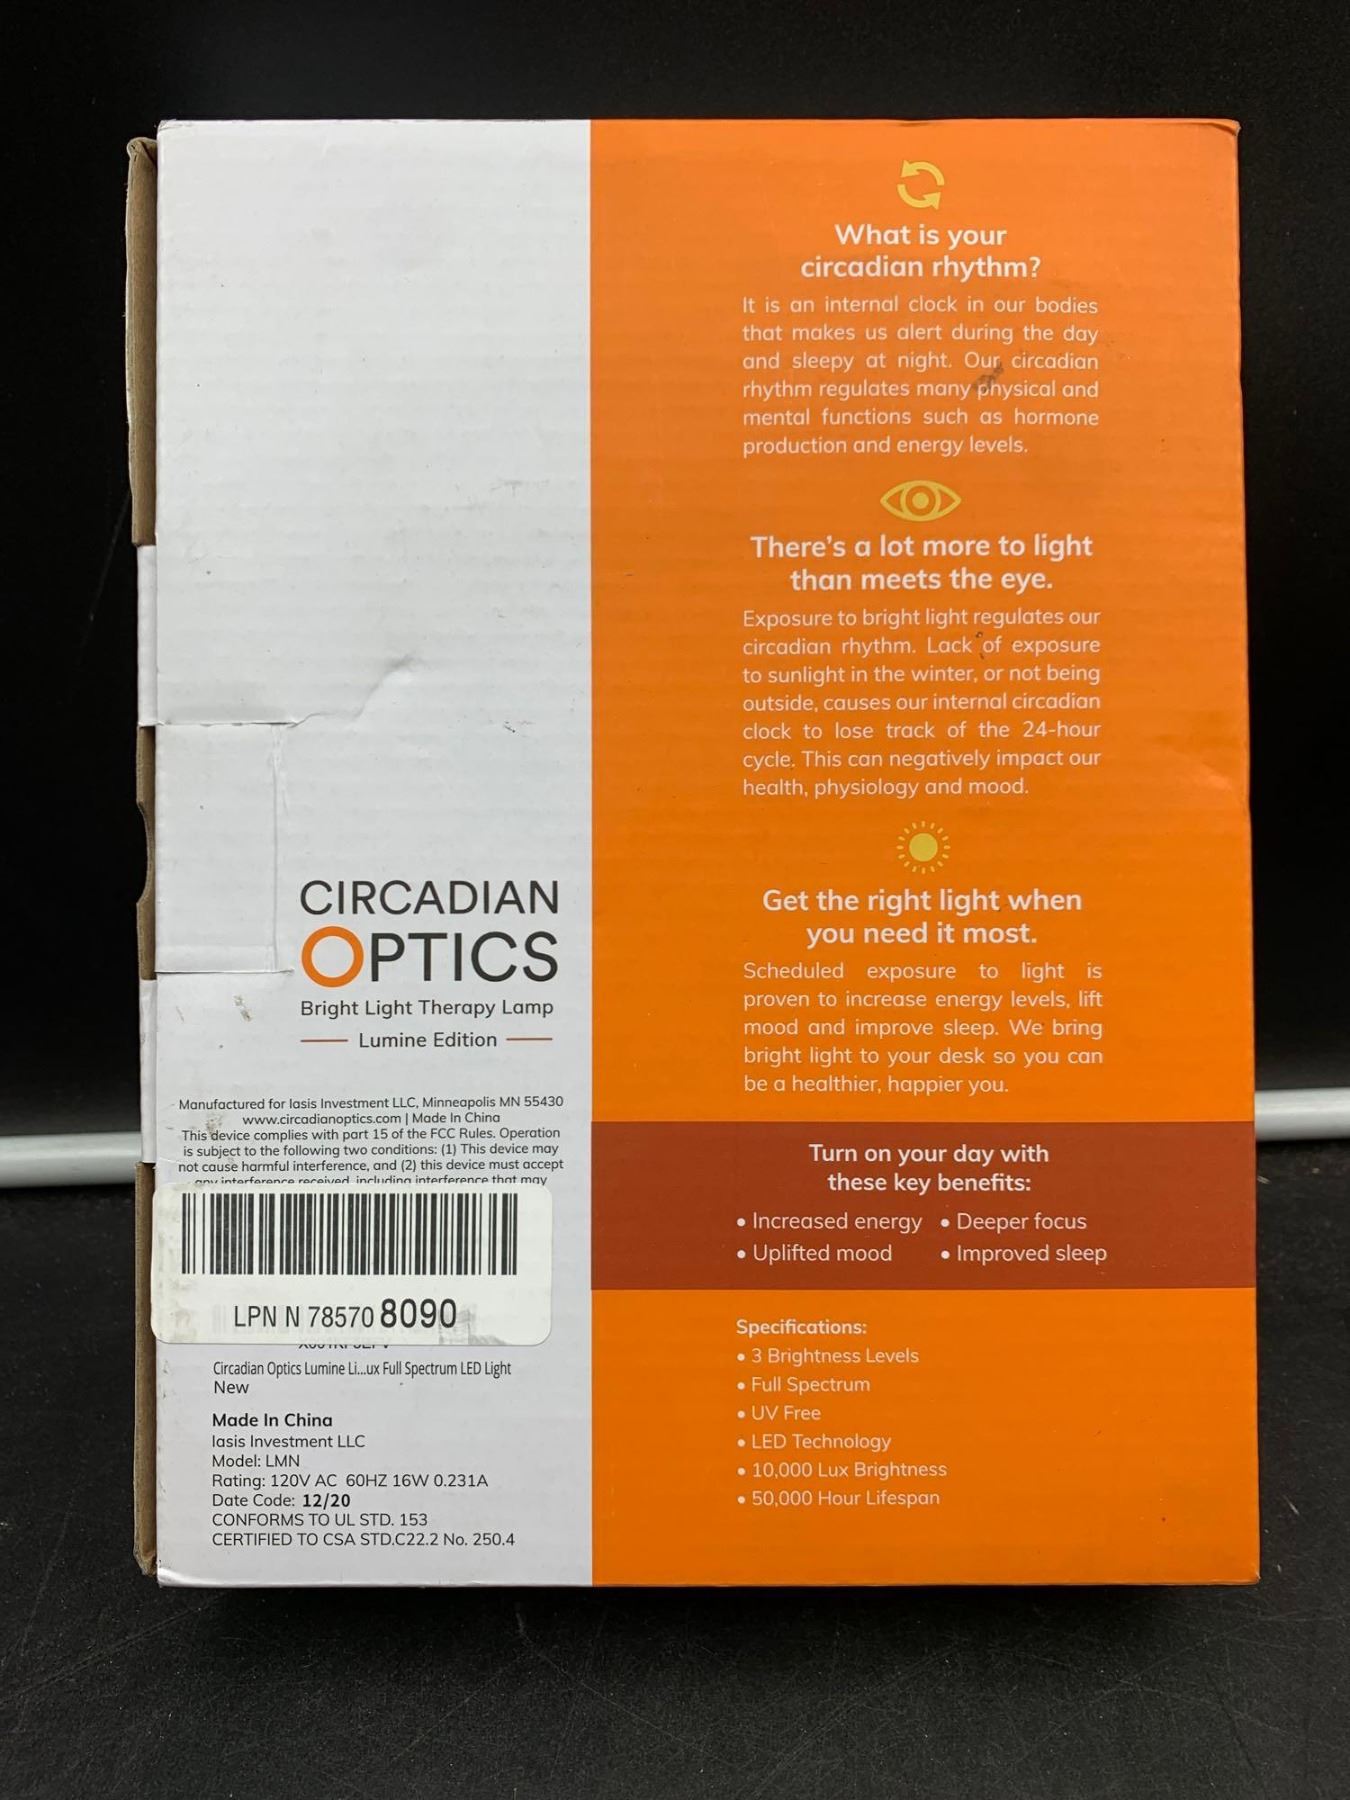 What is your
circadian rhythm?
It is an internal clock in our bodies
that makes us alert during the day
and sleepy at night. Our circadian
rhythm regulates many physical and
mental functions such as hormone
production and energy levels.
There's a lot more to light
than meets the eye.
Exposure to bright light regulates our
circadian rhythm. Lack of exposure
to sunlight in the winter, or not being
outside, causes our internal circadian
clock to lose track of the 24-hour
cycle. This can negatively impact our
health, physiology and mood.
Get the right light when
you need it most.
Scheduled exposure to light is
proven to increase energy levels, lift
mood and improve sleep. We bring
bright light to your desk so you can
be a healthier, happier you.
Turn on your day with
these key benefits:
• Increased energy • Deeper focus
• Uplifted mood • Improved sleep
Specifications:
• 3 Brightness Levels
• Full Spectrum
• UV Free
• LED Technology
• 10,000 Lux Brightness
• 50,000 Hour Lifespan
CIRCADIAN
OPTICS
Bright Light Therapy Lamp
Lumine Edition
Manufactured for Iasis Investment LLC, Minneapolis MN 55430
www.circadianoptics.com | Made In China
This device complies with part 15 of the FCC Rules. Operation
is subject to the following two conditions: (1) This device may
not cause harmful interference, and (2) this device must accept
any interference received, including interference that may
LPN N 78570 8090
Circadian Optics Lumine Li...ux Full Spectrum LED Light
New
Made In China
Iasis Investment LLC
Model: LMN
Rating: 120V AC 60HZ 16W 0.231A
Date Code: 12/20
CONFORMS TO UL STD. 153
CERTIFIED TO CSA STD.C22.2 No. 250.4